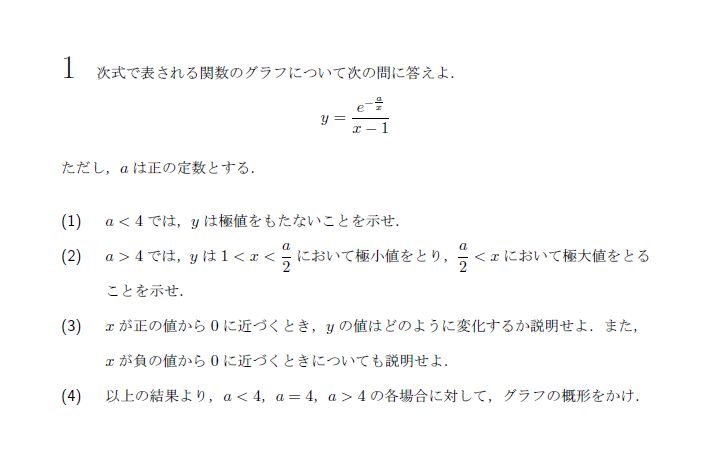 1 次式で表される関数のグラフについて次の問に答えよ.
y = \frac{e^{-\frac{a}{x}}}{x-1}
ただし, a は正の定数とする.
(1) a < 4 では, y は極値をもたないことを示せ.
(2) a > 4 では, y は 1 < x < \frac{a}{2} において極小値をとり, \frac{a}{2} < x において極大値をとる
ことを示せ.
(3) x が正の値から 0 に近づくとき, y の値はどのように変化するか説明せよ. また,
x が負の値から 0 に近づくときについても説明せよ.
(4) 以上の結果より, a < 4, a = 4, a > 4 の各場合に対して, グラフの概形をかけ.